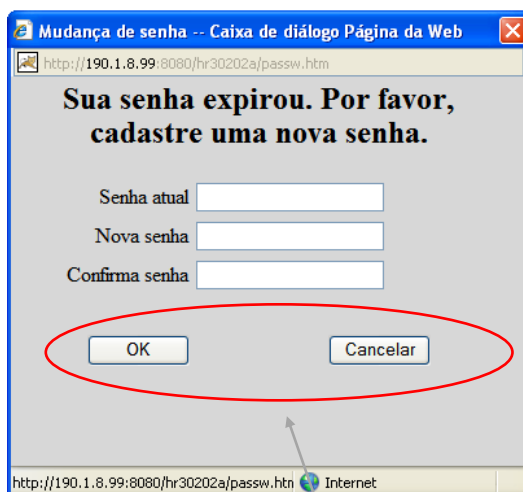 Mudança de senha -- Caixa de diálogo Página da Web
http://190.1.8.99:8080/hr30202a/passw.htm
Sua senha expirou. Por favor,
cadastre uma nova senha.
Senha atual
Nova senha
Confirma senha
OK Cancelar
http://190.1.8.99:8080/hr30202a/passw.htn Internet